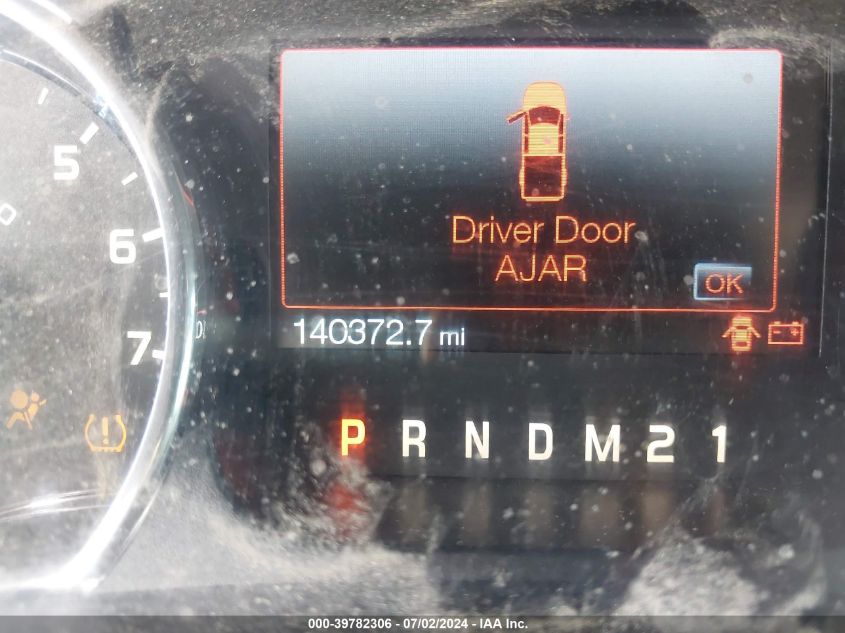 5
6
7
Driver Door
AJAR
OK
140372.7 mi
P R N D M 2 1
000-39782306 - 07/02/2024 - IAA Inc.